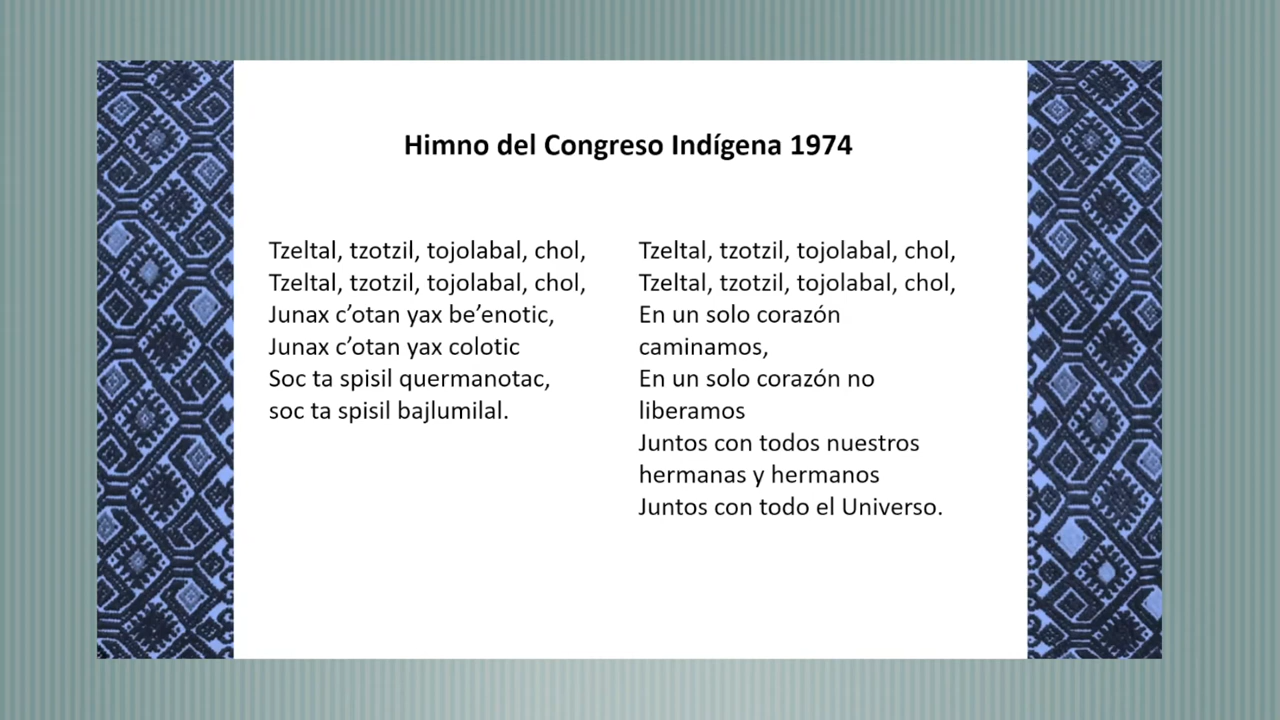 Himno del Congreso Indígena 1974
Tzeltal, tzotzil, tojolabal, chol,
Tzeltal, tzotzil, tojolabal, chol,
Junax c’otan yax be’enotic,
Junax c’otan yax colotic
Soc ta spisil quermanotac,
soc ta spisil bajlumilal.
Tzeltal, tzotzil, tojolabal, chol,
Tzeltal, tzotzil, tojolabal, chol,
En un solo corazón
caminamos,
En un solo corazón no
liberamos
Juntos con todos nuestros
hermanas y hermanos
Juntos con todo el Universo.